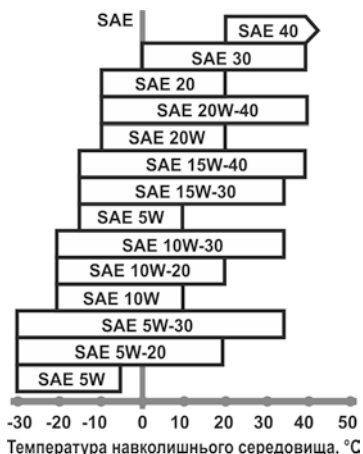 SAE
SAE 40
SAE 30
SAE 20
SAE 20W-40
SAE 20W
SAE 15W-40
SAE 15W-30
SAE 5W
SAE 10W-30
SAE 10W-20
SAE 10W
SAE 5W-30
SAE 5W-20
SAE 5W
-30 -20 -10 0 10 20 30 40 50
Температура навколишнього середовища, °С